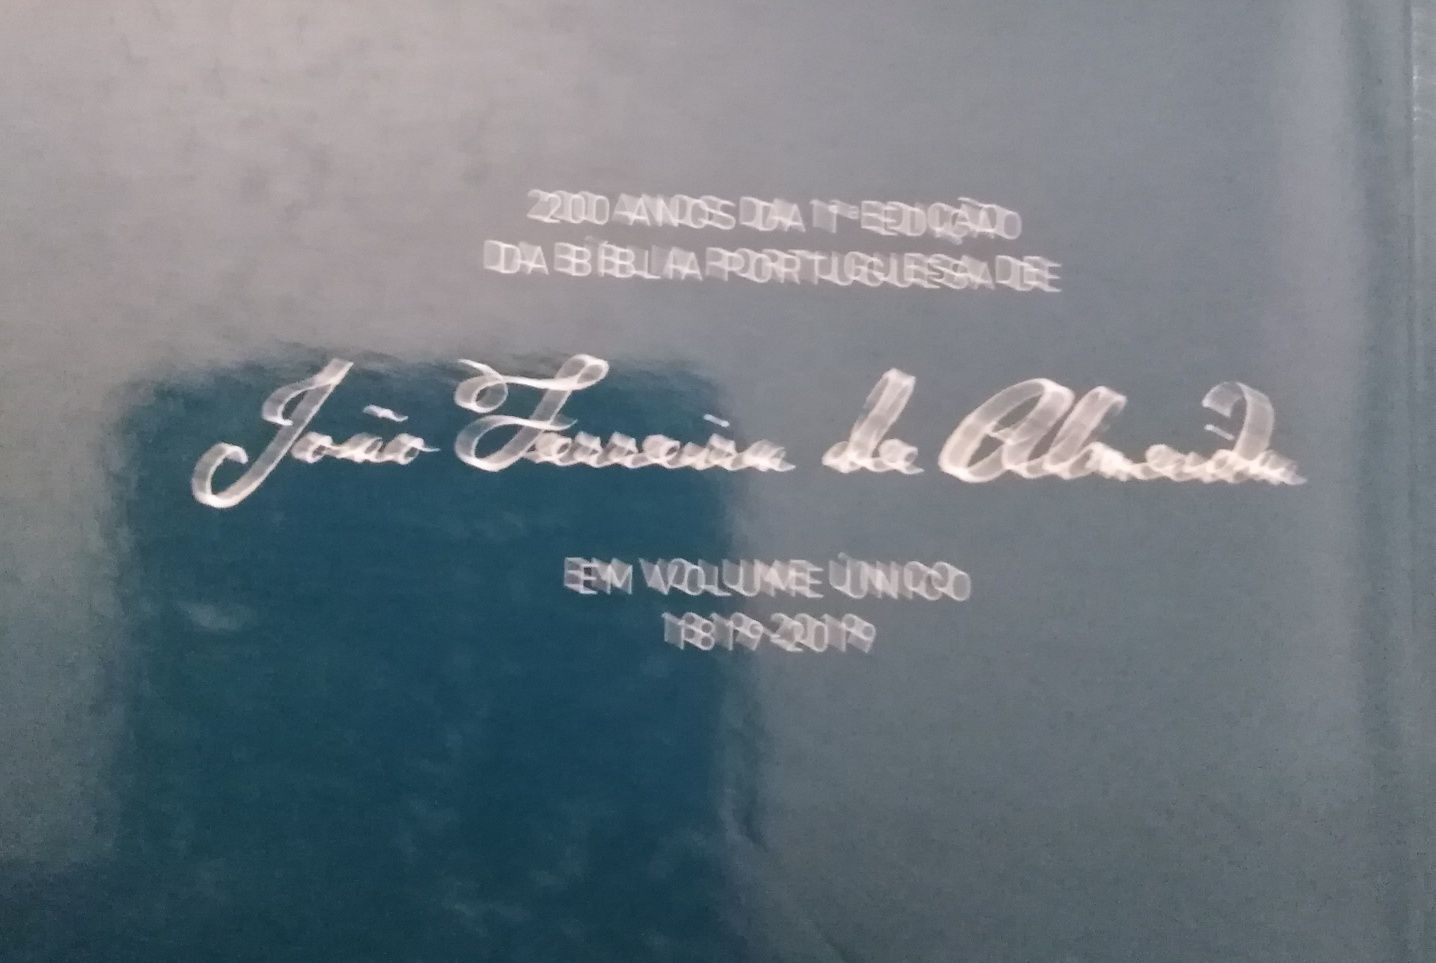 200 ANOS DA 1ª EDIÇÃO
DA BÍBLIA PORTUGUESA DE
João Ferreira de Almeida
EM VOLUME ÚNICO
1819-2019